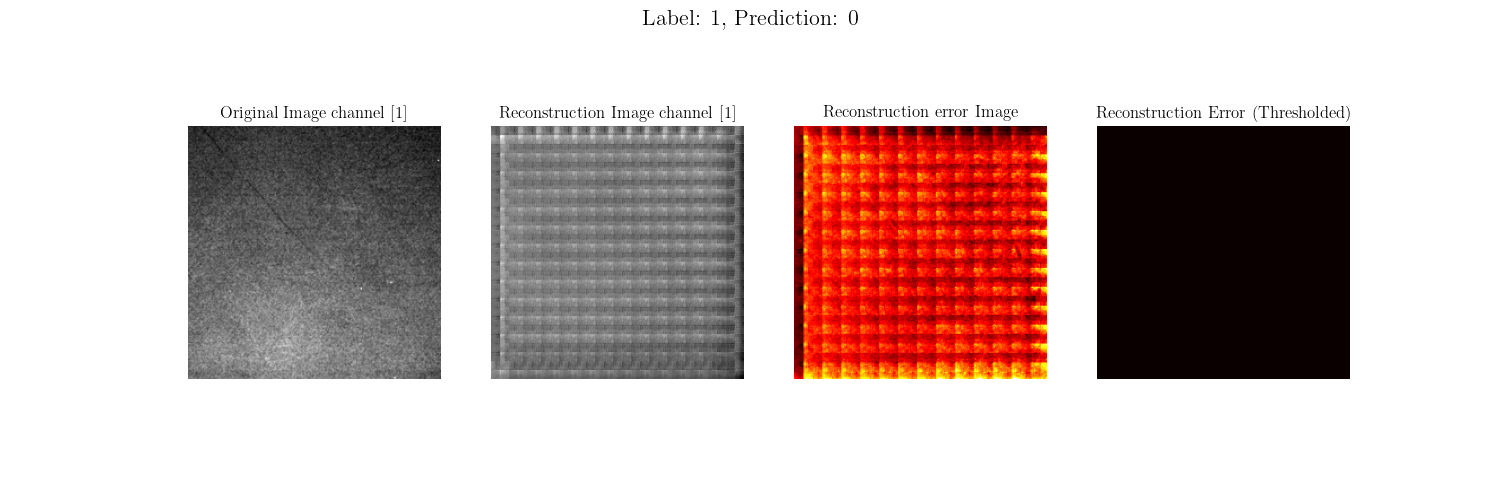 Label: 1, Prediction: 0
Original Image channel [1]
Reconstruction Image channel [1]
Reconstruction error Image
Reconstruction Error (Thresholded)